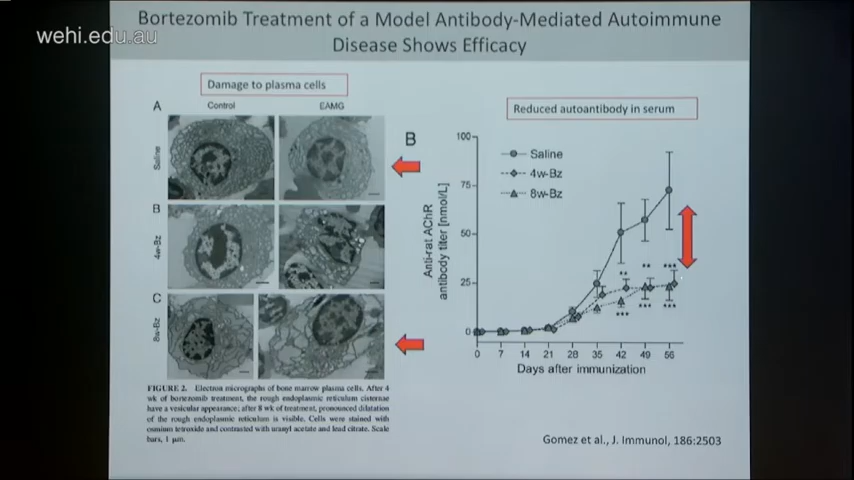 Bortezomib Treatment of a Model Antibody-Mediated Autoimmune
Disease Shows Efficacy
wehi.edu.au
Damage to plasma cells
A
Control
EAMG
Saline
B
4w-Bz
C
8w-Bz
FIGURE 2. Electron micrographs of bone marrow plasma cells. After 4
wk of bortezomib treatment, the rough endoplasmic reticulum cisternae
have a vesicular appearance; after 8 wk of treatment, pronounced dilatation
of the rough endoplasmic reticulum is visible. Cells were stained with
osmium tetroxide and contrasted with uranyl acetate and lead citrate. Scale
bars, 1 μm.
Reduced autoantibody in serum
B
Anti-rat AChR
antibody titer [nmol/L]
100
75
50
25
0
Saline
4w-Bz
8w-Bz
** ** ***
*** *** ***
0 7 14 21 28 35 42 49 56
Days after immunization
Gomez et al., J. Immunol, 186:2503